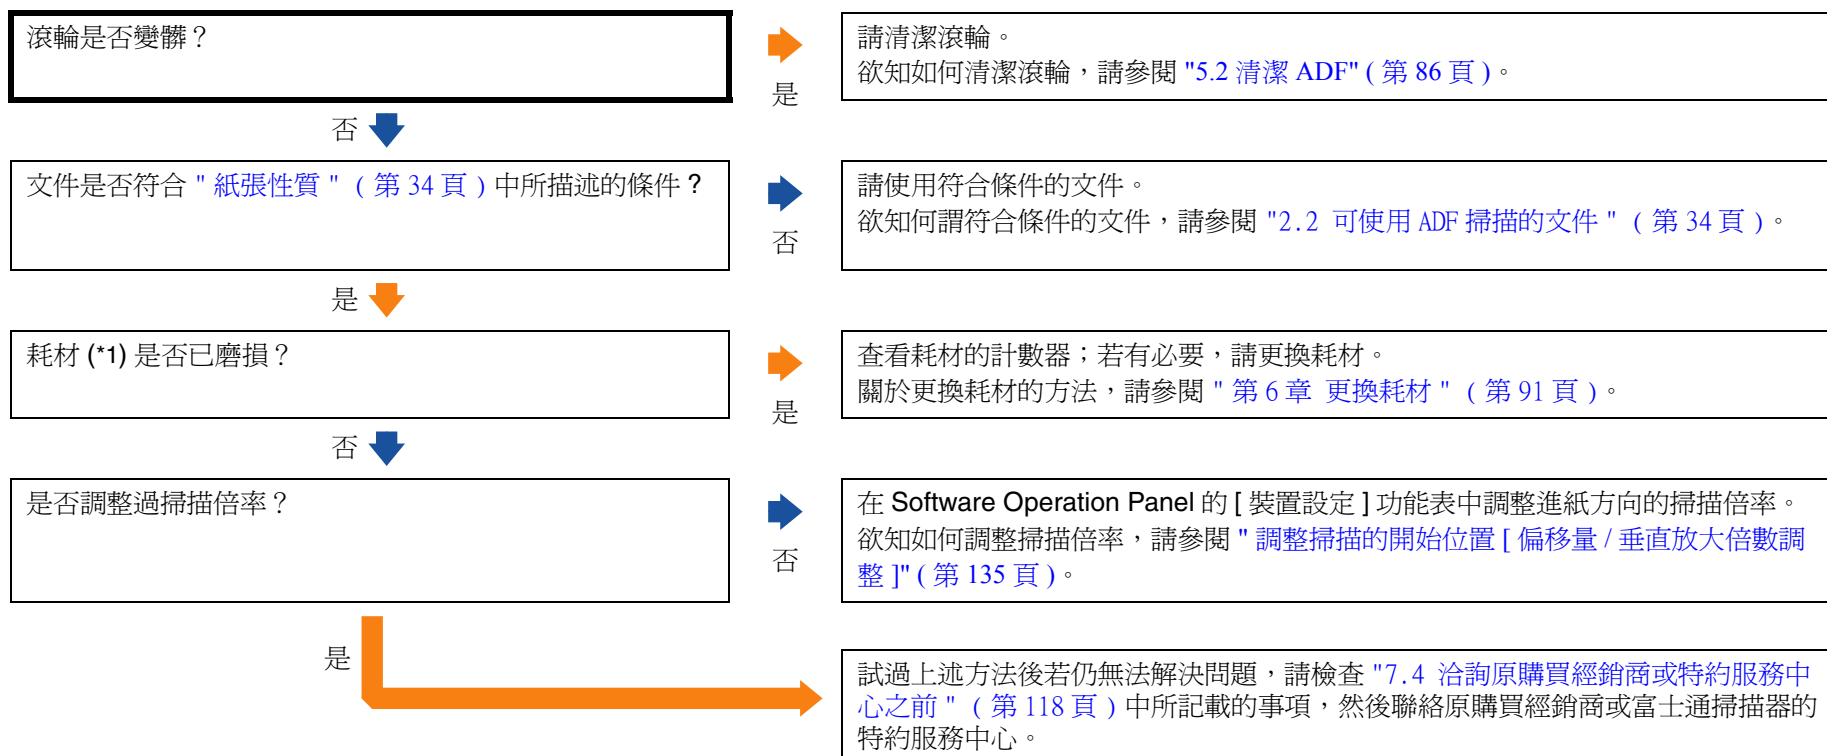 滾輪是否變髒？
是
請清潔滾輪。
欲知如何清潔滾輪，請參閱 "5.2 清潔 ADF" ( 第 86 頁 )。
否
文件是否符合 " 紙張性質 " ( 第 34 頁 ) 中所描述的條件 ?
否
請使用符合條件的文件。
欲知何謂符合條件的文件，請參閱 "2.2 可使用 ADF 掃描的文件 " ( 第 34 頁 )。
是
耗材 (*1) 是否已磨損？
是
查看耗材的計數器；若有必要，請更換耗材。
關於更換耗材的方法，請參閱 " 第 6 章 更換耗材 " ( 第 91 頁 )。
否
是否調整過掃描倍率？
否
在 Software Operation Panel 的 [ 裝置設定 ] 功能表中調整進紙方向的掃描倍率。
欲知如何調整掃描倍率，請參閱 " 調整掃描的開始位置 [ 偏移量 / 垂直放大倍數調
整 ]" ( 第 135 頁 )。
是
試過上述方法後若仍無法解決問題，請檢查 "7.4 洽詢原購買經銷商或特約服務中
心之前 " ( 第 118 頁 ) 中所記載的事項，然後聯絡原購買經銷商或富士通掃描器的
特約服務中心。